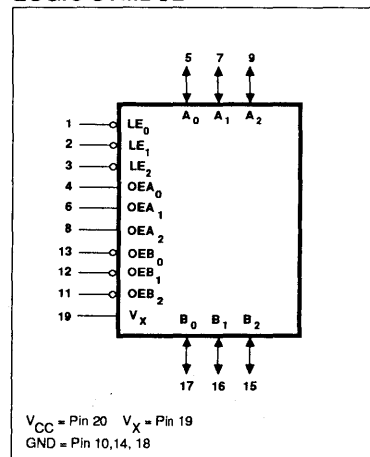 5 7 9
A0 A1 A2
1 LE0
2 LE1
3 LE2
4 OEA0
6 OEA1
8 OEA2
13 OEB0
12 OEB1
11 OEB2
19 VX
B0 B1 B2
17 16 15
VCC = Pin 20 VX = Pin 19
GND = Pin 10,14, 18